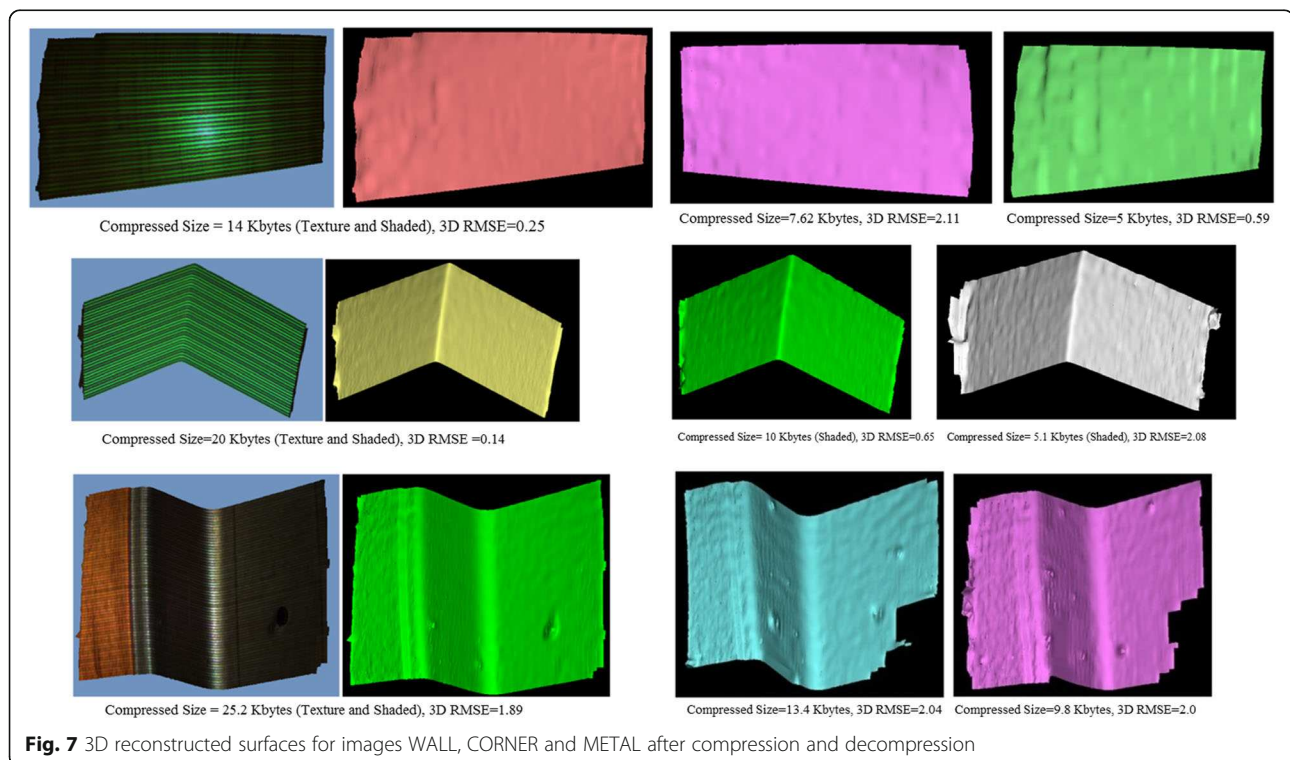 Compressed Size = 14 Kbytes (Texture and Shaded), 3D RMSE=0.25
Compressed Size=7.62 Kbytes, 3D RMSE=2.11
Compressed Size=5 Kbytes, 3D RMSE=0.59
Compressed Size=20 Kbytes (Texture and Shaded), 3D RMSE =0.14
Compressed Size= 10 Kbytes (Shaded), 3D RMSE=0.65
Compressed Size= 5.1 Kbytes (Shaded), 3D RMSE=2.08
Compressed Size = 25.2 Kbytes (Texture and Shaded), 3D RMSE=1.89
Compressed Size=13.4 Kbytes, 3D RMSE=2.04
Compressed Size=9.8 Kbytes, 3D RMSE=2.0
Fig. 7 3D reconstructed surfaces for images WALL, CORNER and METAL after compression and decompression